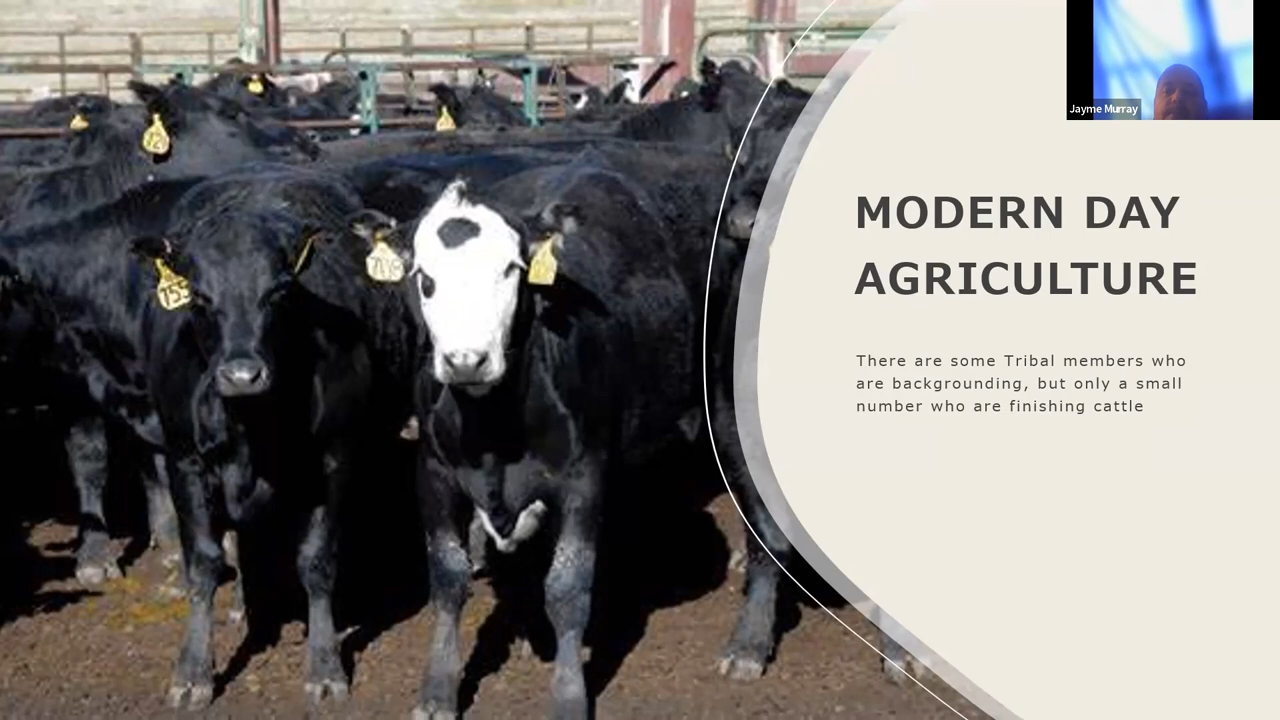 Jayme Murray
MODERN DAY
AGRICULTURE
There are some Tribal members who
are backgrounding, but only a small
number who are finishing cattle
755